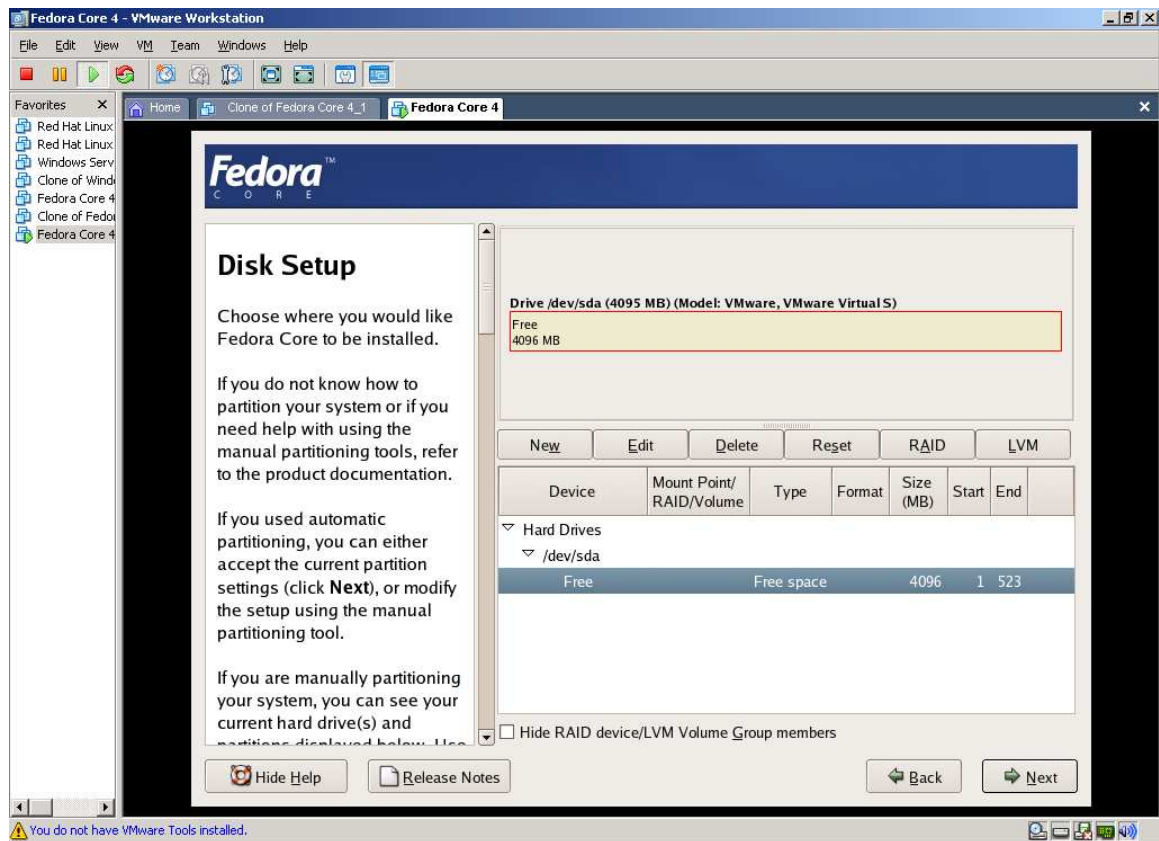 Fedora Core 4 - VMware Workstation
File Edit View VM Team Windows Help
Favorites X
Home
Clone of Fedora Core 4_1
Fedora Core 4
Red Hat Linux
Red Hat Linux
Windows Serv
Clone of Wind
Fedora Core 4
Clone of Fedo
Fedora Core 4
Fedora™
CORE
Disk Setup
Choose where you would like
Fedora Core to be installed.
If you do not know how to
partition your system or if you
need help with using the
manual partitioning tools, refer
to the product documentation.
If you used automatic
partitioning, you can either
accept the current partition
settings (click Next), or modify
the setup using the manual
partitioning tool.
If you are manually partitioning
your system, you can see your
current hard drive(s) and
partitions displayed below. Use
Drive /dev/sda (4095 MB) (Model: VMware, VMware Virtual S)
Free
4096 MB
New Edit Delete Reset RAID LVM
Device Mount Point/ RAID/Volume Type Format Size (MB) Start End
Hard Drives
/dev/sda
Free Free space 4096 1 523
Hide RAID device/LVM Volume Group members
Hide Help Release Notes Back Next
You do not have VMware Tools installed.